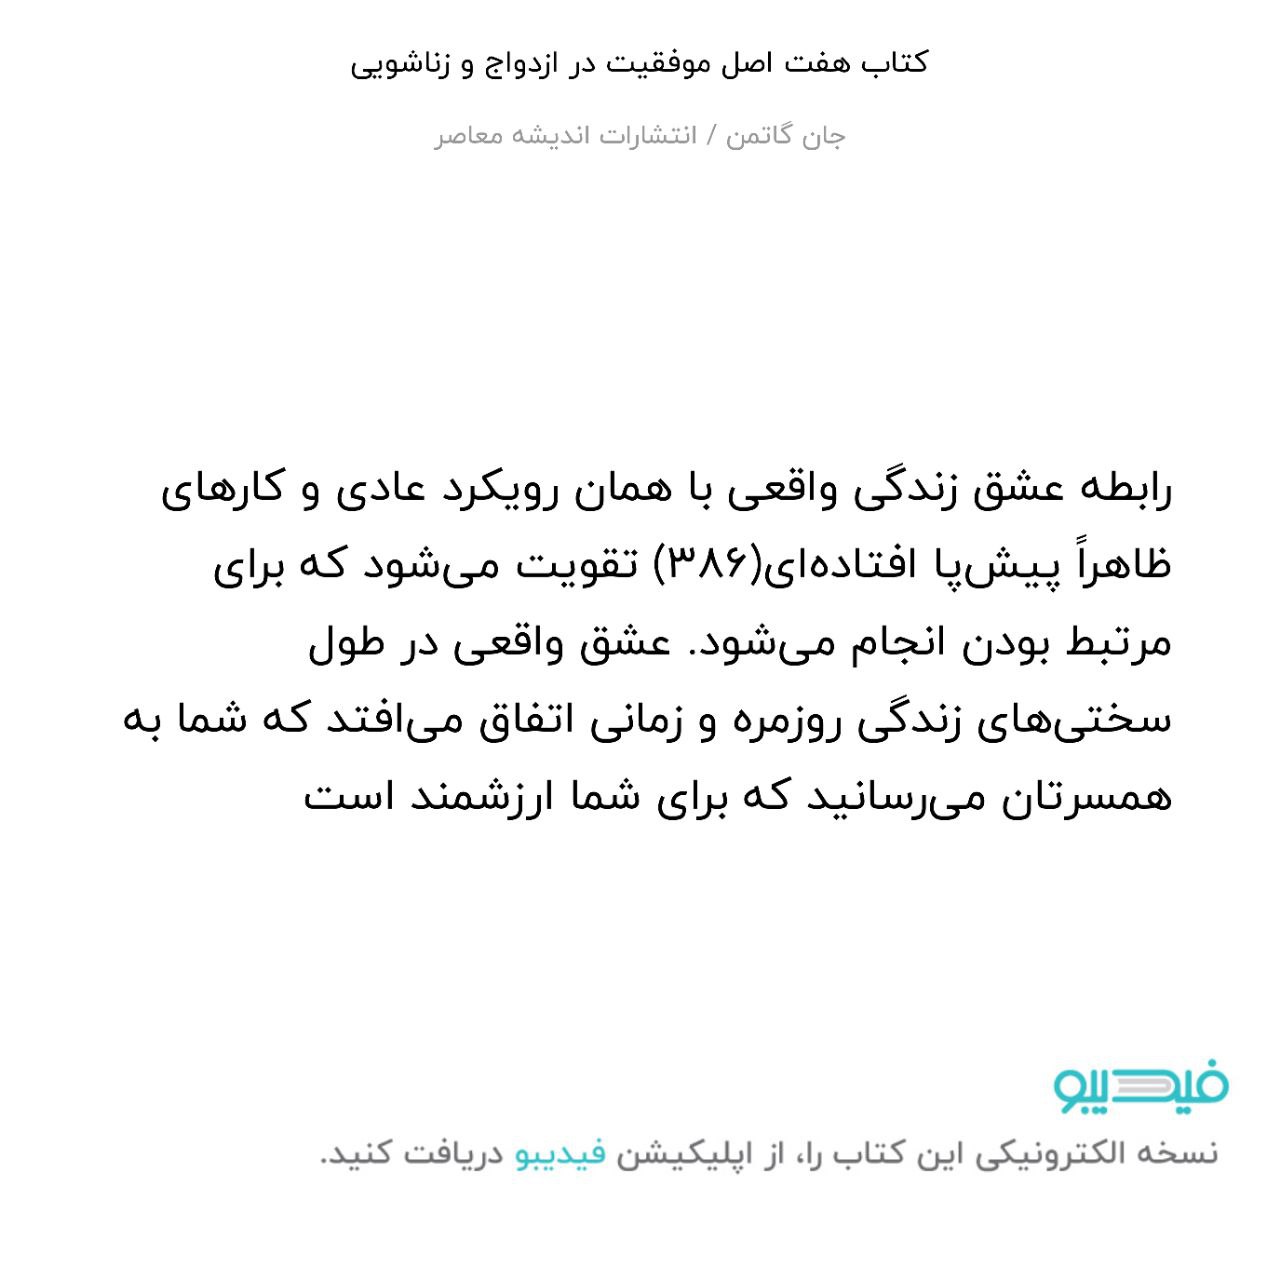 کتاب هفت اصل موفقیت در ازدواج و زناشویی
جان گاتمن / انتشارات اندیشه معاصر
رابطه عشق زندگی واقعی با همان رویکرد عادی و کارهای
ظاهراً پیش‌پا افتاده‌ای(۳۸۶) تقویت می‌شود که برای
مرتبط بودن انجام می‌شود. عشق واقعی در طول
سختی‌های زندگی روزمره و زمانی اتفاق می‌افتد که شما به
همسرتان می‌رسانید که برای شما ارزشمند است
فیدیبو
نسخه الکترونیکی این کتاب را، از اپلیکیشن فیدیبو دریافت کنید.